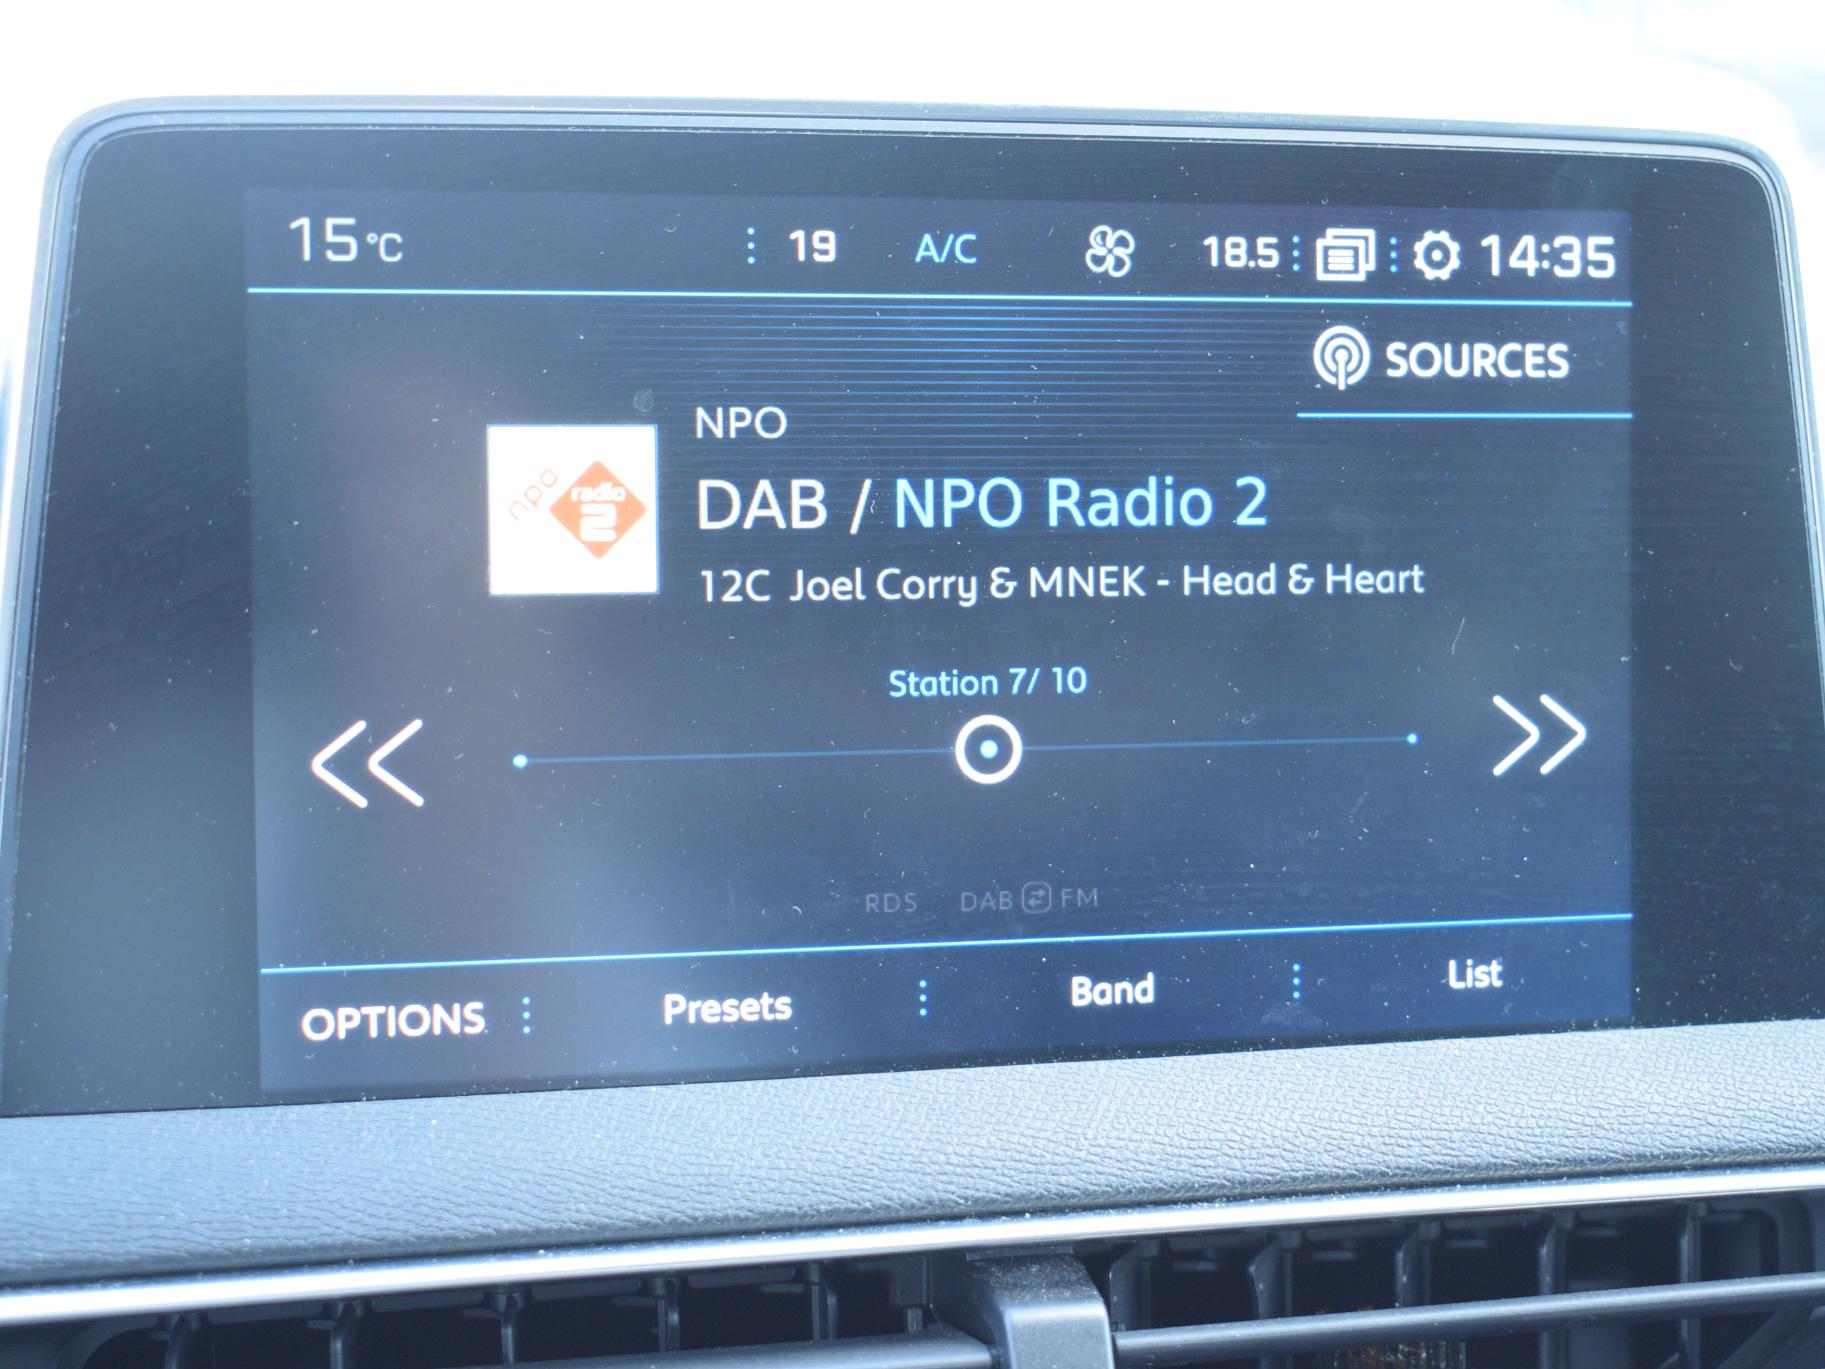 15°C 19 A/C 18.5 14:35
SOURCES
NPO
npo radio 2
DAB / NPO Radio 2
12C Joel Corry & MNEK - Head & Heart
Station 7/ 10
RDS DAB FM
OPTIONS Presets Band List